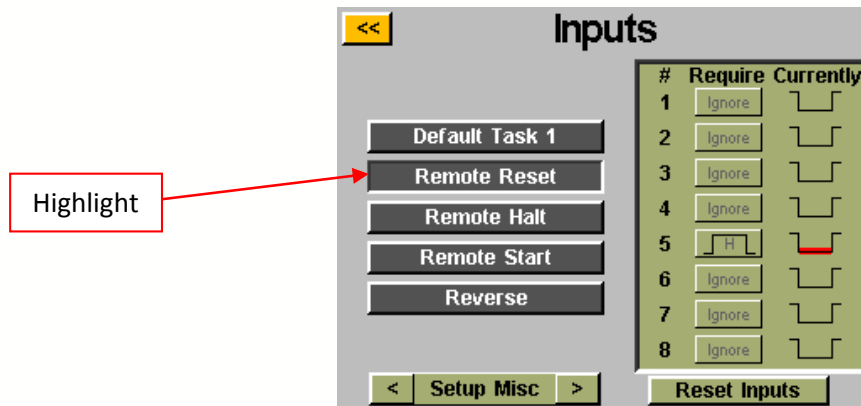 << Inputs
# Require Currently
1 Ignore
Default Task 1 2 Ignore
Remote Reset 3 Ignore
Highlight
Remote Halt 4 Ignore
Remote Start 5 H
Reverse 6 Ignore
7 Ignore
8 Ignore
< Setup Misc > Reset Inputs